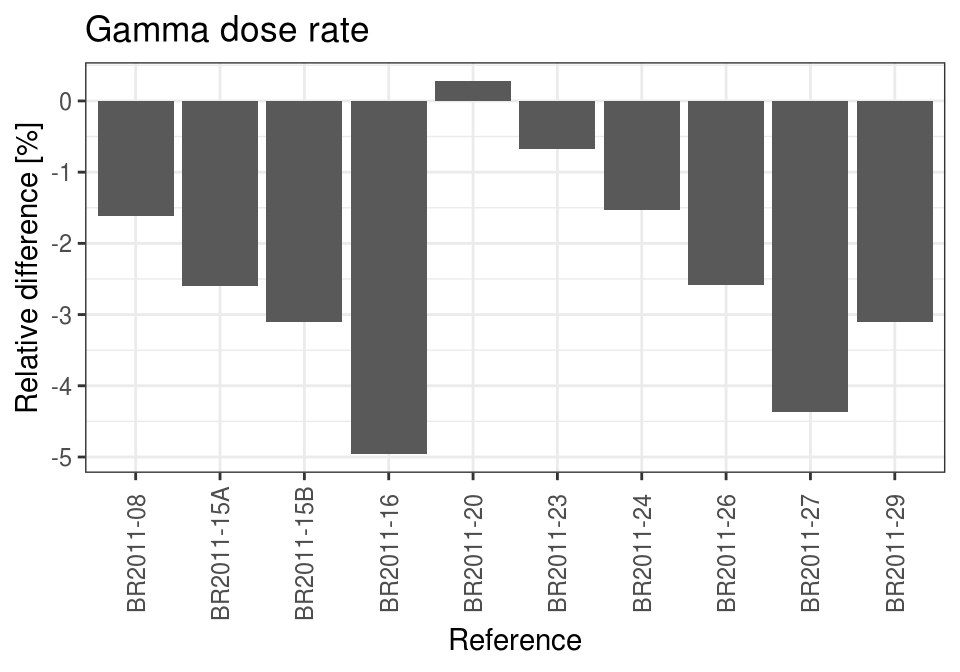 Gamma dose rate
Relative difference [%]
0
-1
-2
-3
-4
-5
BR2011-08
BR2011-15A
BR2011-15B
BR2011-16
BR2011-20
BR2011-23
BR2011-24
BR2011-26
BR2011-27
BR2011-29
Reference